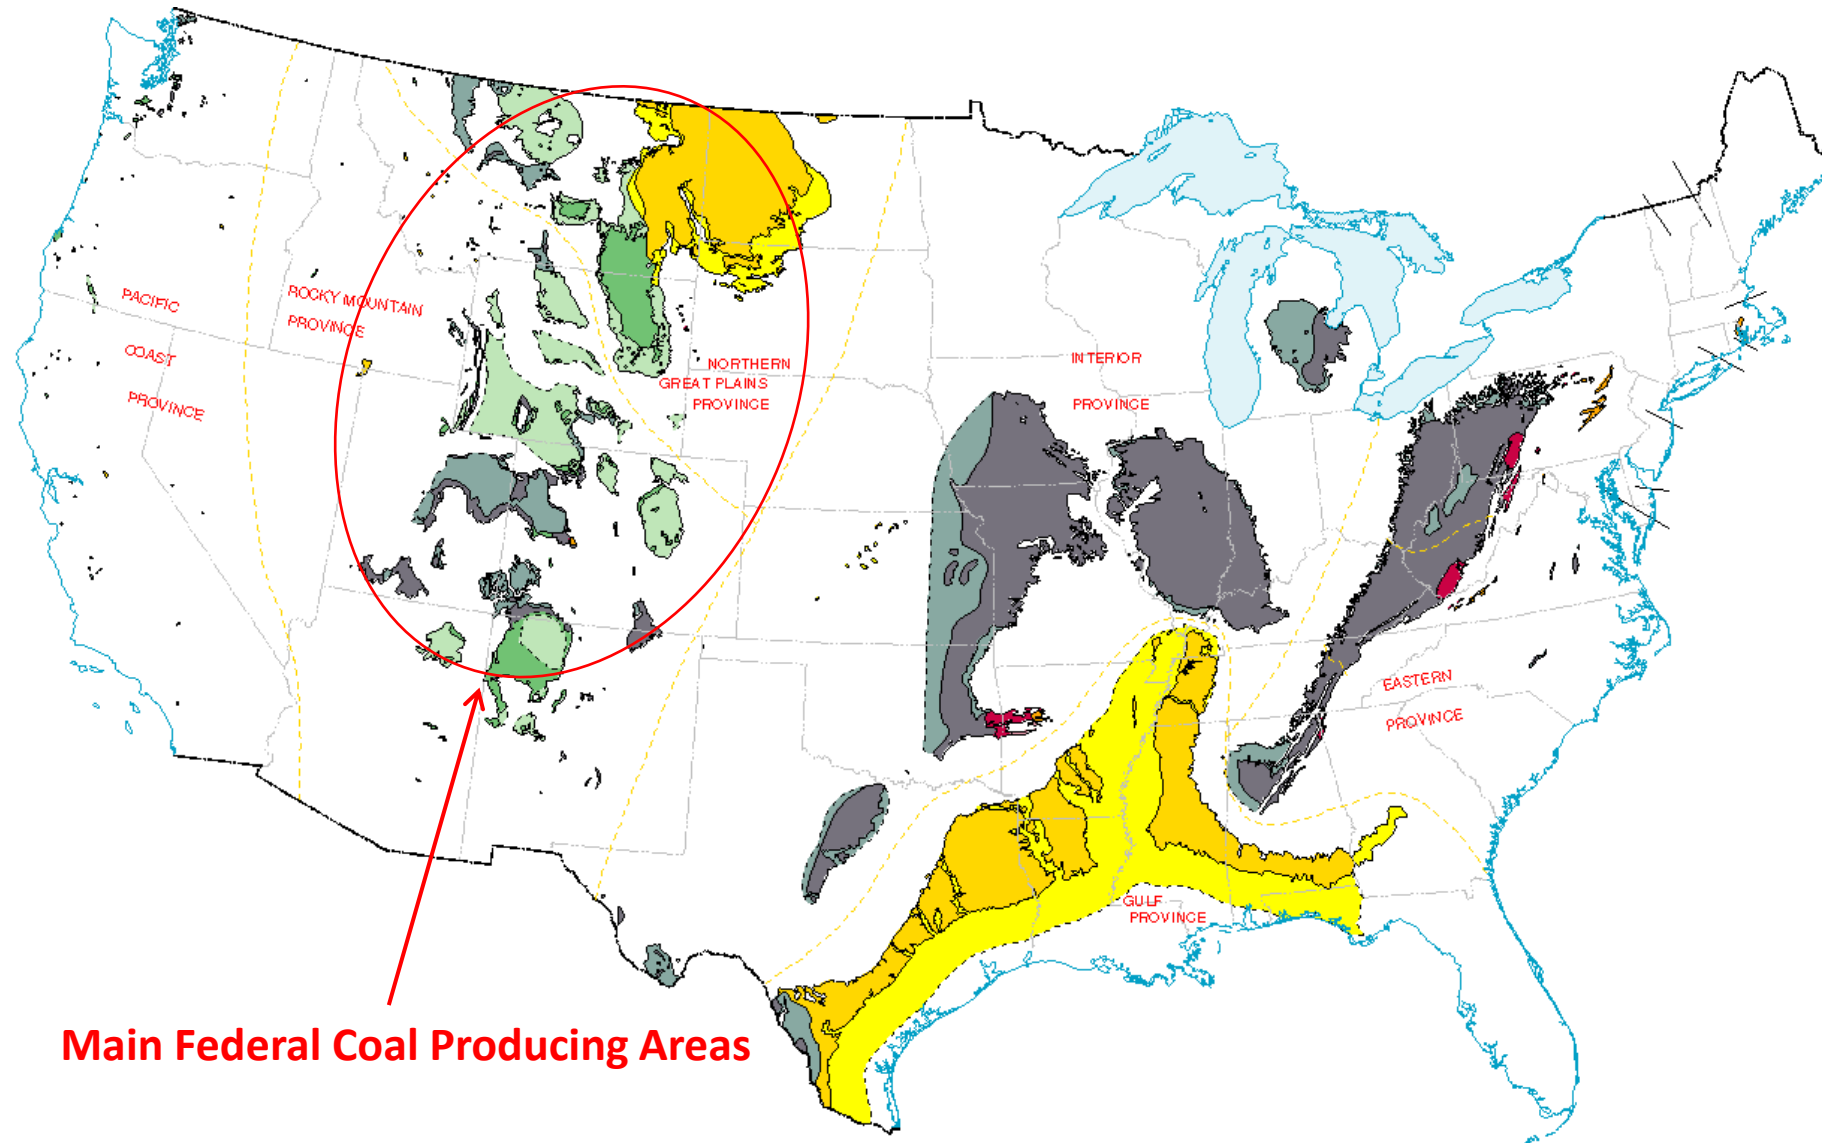 PACIFIC
COAST
PROVINCE
ROCKY MOUNTAIN
PROVINCE
NORTHERN
GREAT PLAINS
PROVINCE
INTERIOR
PROVINCE
EASTERN
PROVINCE
GULF
PROVINCE
Main Federal Coal Producing Areas